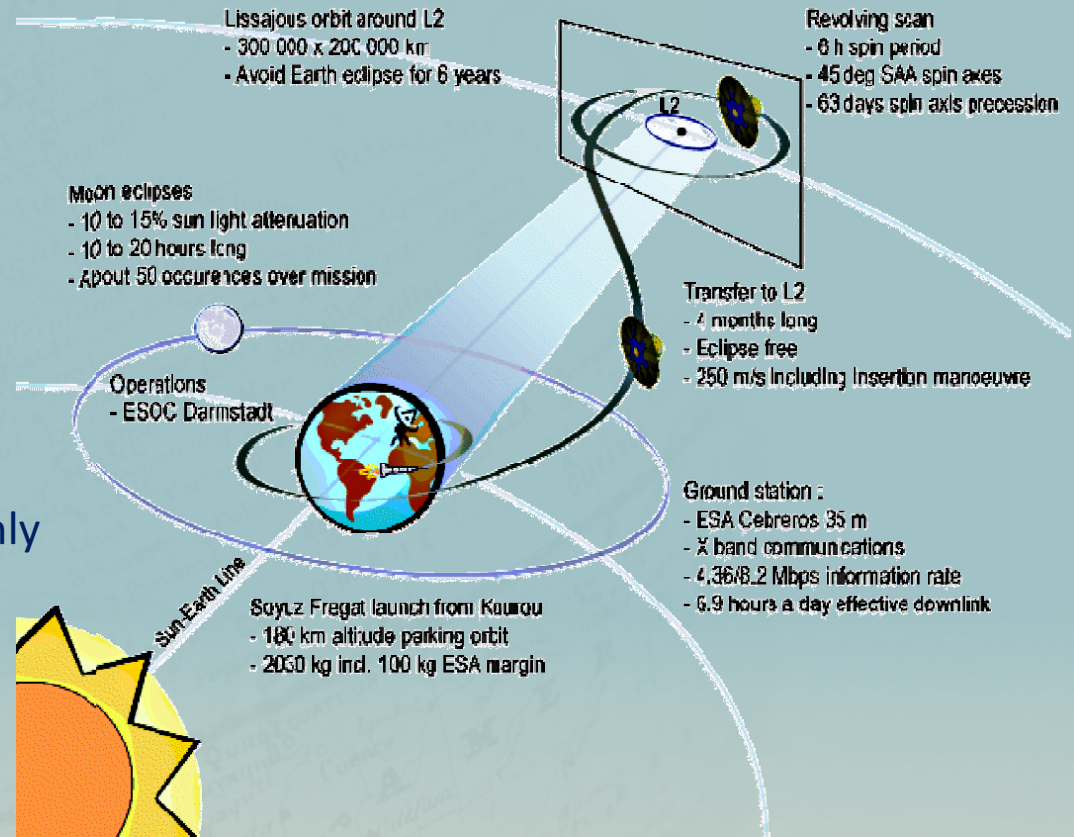 Lissajous orbit around L2
- 300 000 x 200 000 km
- Avoid Earth eclipse for 6 years
Revolving scan
- 6 h spin period
- 45 deg SAA spin axes
- 63 days spin axis precession
L2
Moon eclipses
- 10 to 15% sun light attenuation
- 10 to 20 hours long
- About 50 occurences over mission
Transfer to L2
- 4 months long
- Eclipse free
- 250 m/s including insertion manoeuvre
Operations
- ESOC Darmstadt
Ground station :
- ESA Cebreros 35 m
- X band communications
- 4.36/8.2 Mbps information rate
- 6.9 hours a day effective downlink
nly
Sun-Earth Line
Soyuz Fregat launch from Kourou
- 180 km altitude parking orbit
- 2030 kg incl. 100 kg ESA margin